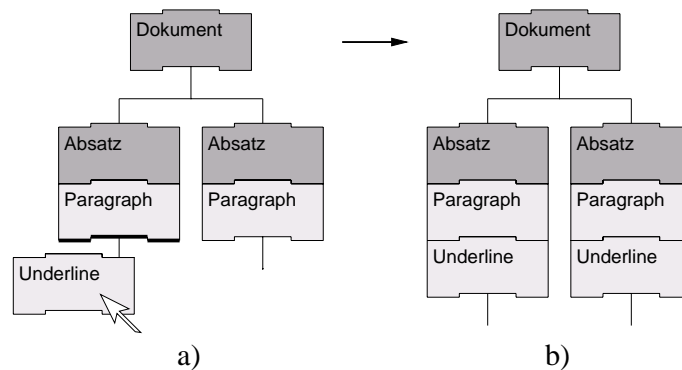 Dokument
Dokument
Absatz
Absatz
Absatz
Absatz
Paragraph
Paragraph
Paragraph
Paragraph
Underline
Underline
Underline
a)
b)